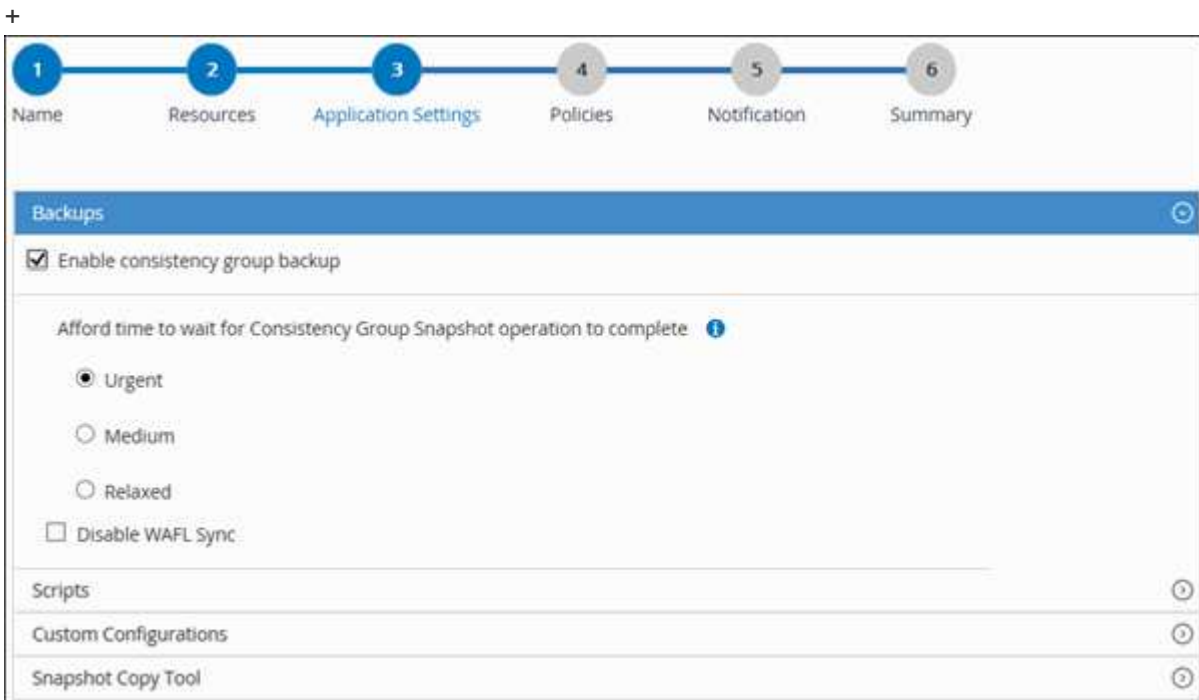 +
1 2 3 4 5 6
Name Resources Application Settings Policies Notification Summary
Backups
Enable consistency group backup
Afford time to wait for Consistency Group Snapshot operation to complete
Urgent
Medium
Relaxed
Disable WAFL Sync
Scripts
Custom Configurations
Snapshot Copy Tool